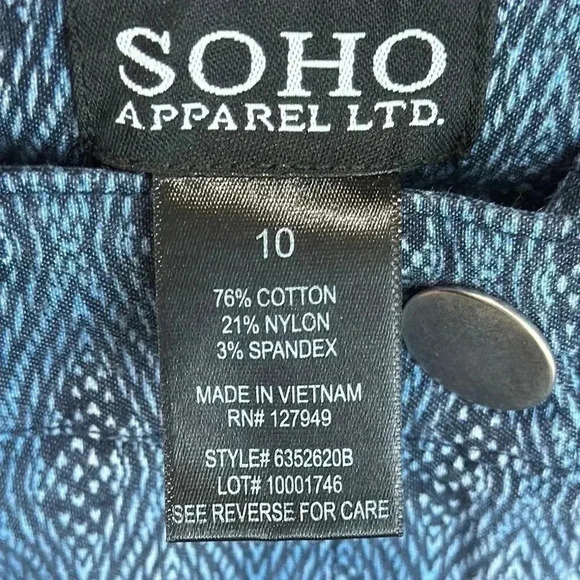 SOHO
APPAREL LTD.
10
76% COTTON
21% NYLON
3% SPANDEX
MADE IN VIETNAM
RN# 127949
STYLE# 6352620B
LOT# 10001746
SEE REVERSE FOR CARE